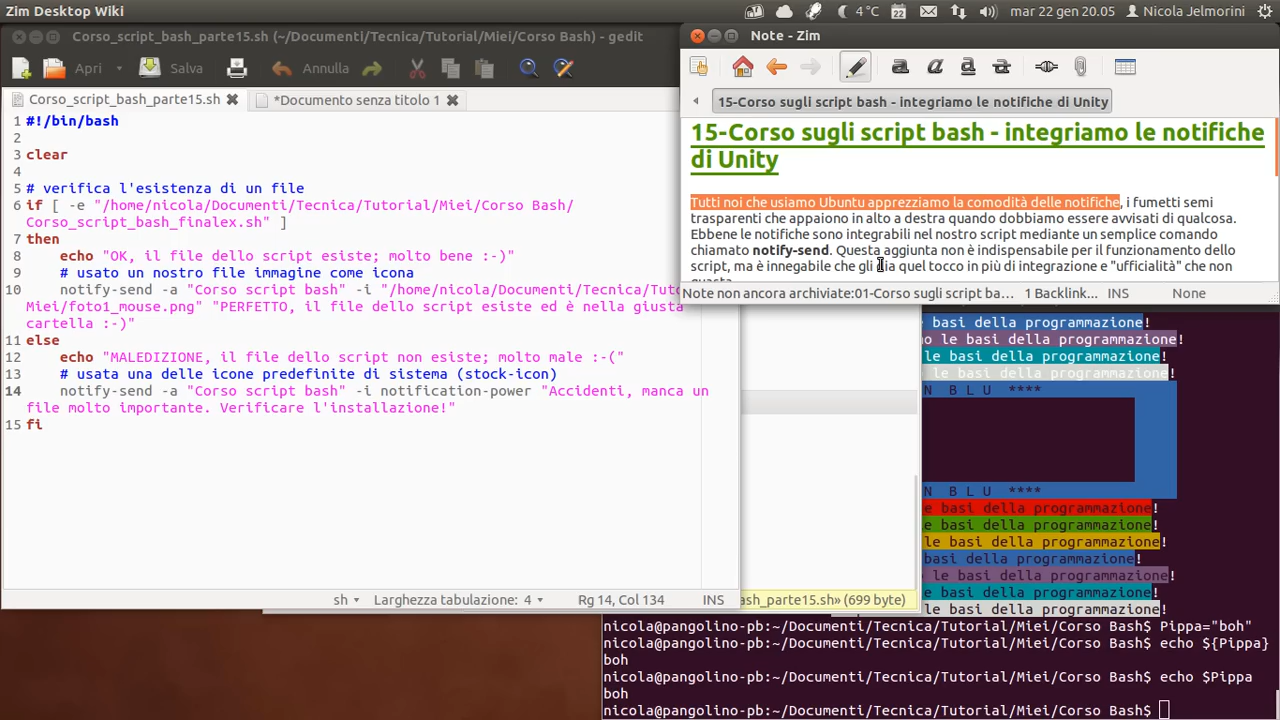 Zim Desktop Wiki
4 °C
mar 22 gen 20.05
Nicola Jelmorini
Corso_script_bash_parte15.sh (~/Documenti/Tecnica/Tutorial/Miei/Corso Bash) - gedit
Apri
Salva
Annulla
Corso_script_bash_parte15.sh
*Documento senza titolo 1
1 #!/bin/bash
2
3 clear
4
5 # verifica l'esistenza di un file
6 if [ -e "/home/nicola/Documenti/Tecnica/Tutorial/Miei/Corso Bash/
Corso_script_bash_finalex.sh" ]
7 then
8 echo "OK, il file dello script esiste; molto bene :-)"
9 # usato un nostro file immagine come icona
10 notify-send -a "Corso script bash" -i "/home/nicola/Documenti/Tecnica/Tuto
Miei/foto1_mouse.png" "PERFETTO, il file dello script esiste ed è nella giusta
cartella :-)"
11 else
12 echo "MALEDIZIONE, il file dello script non esiste; molto male :-("
13 # usata una delle icone predefinite di sistema (stock-icon)
14 notify-send -a "Corso script bash" -i notification-power "Accidenti, manca un
file molto importante. Verificare l'installazione!"
15 fi
sh
Larghezza tabulazione: 4
Rg 14, Col 134
INS
Note - Zim
15-Corso sugli script bash - integriamo le notifiche di Unity
15-Corso sugli script bash - integriamo le notifiche
di Unity
Tutti noi che usiamo Ubuntu apprezziamo la comodità delle notifiche, i fumetti semi
trasparenti che appaiono in alto a destra quando dobbiamo essere avvisati di qualcosa.
Ebbene le notifiche sono integrabili nel nostro script mediante un semplice comando
chiamato notify-send. Questa aggiunta non è indispensabile per il funzionamento dello
script, ma è innegabile che gli dia quel tocco in più di integrazione e "ufficialità" che non
Note non ancora archiviate:01-Corso sugli script ba...
1 Backlink...
INS
None
basi della programmazione!
o le basi della programmazione!
le basi della programmazione!
le basi della programmazione!
N B L U ****
N B L U ****
e basi della programmazione!
e basi della programmazione!
le basi della programmazione!
basi della programmazione!
le basi della programmazione!
le basi della programmazione!
e basi della programmazione!
ash_parte15.sh» (699 byte)
nicola@pangolino-pb:~/Documenti/Tecnica/Tutorial/Miei/Corso Bash$ Pippa="boh"
nicola@pangolino-pb:~/Documenti/Tecnica/Tutorial/Miei/Corso Bash$ echo ${Pippa}
boh
nicola@pangolino-pb:~/Documenti/Tecnica/Tutorial/Miei/Corso Bash$ echo $Pippa
boh
nicola@pangolino-pb:~/Documenti/Tecnica/Tutorial/Miei/Corso Bash$